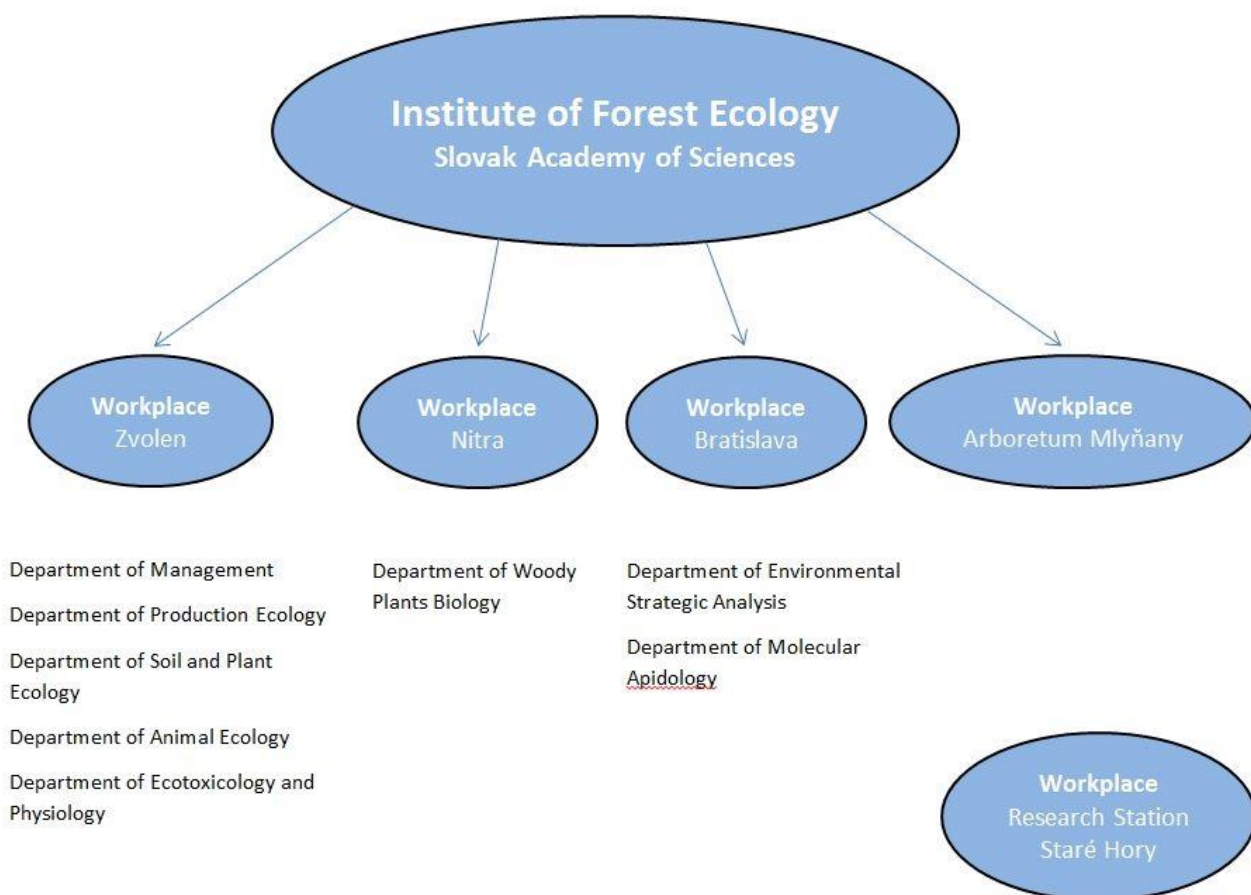 Institute of Forest Ecology
Slovak Academy of Sciences
Workplace
Zvolen
Workplace
Nitra
Workplace
Bratislava
Workplace
Arboretum Mlyňany
Department of Management
Department of Production Ecology
Department of Soil and Plant
Ecology
Department of Animal Ecology
Department of Ecotoxicology and
Physiology
Department of Woody
Plants Biology
Department of Environmental
Strategic Analysis
Department of Molecular
Apidology
Workplace
Research Station
Staré Hory